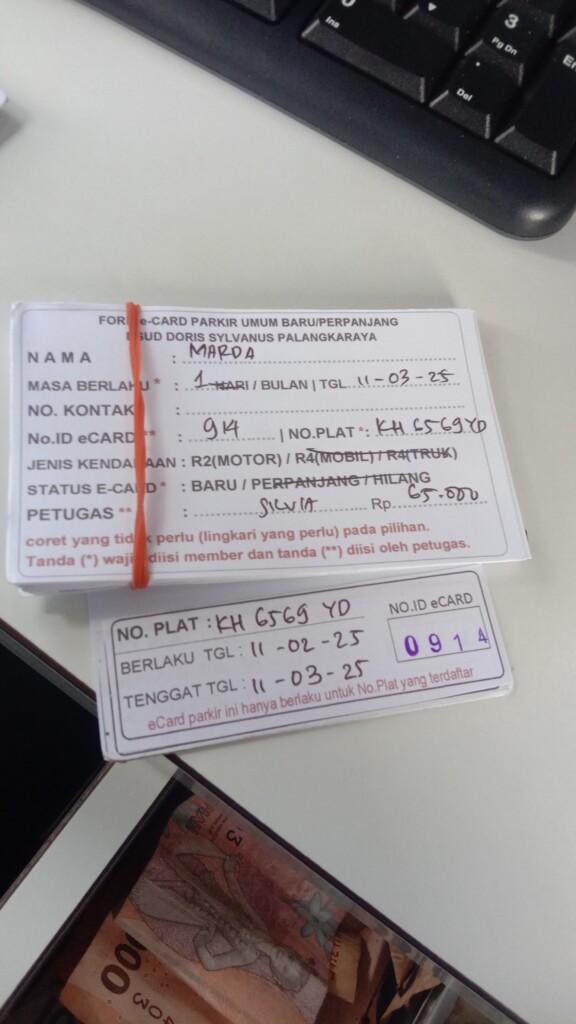 3
Ins
Pg Dn
Del
FORM e-CARD PARKIR UMUM BARU/PERPANJANG
RSUD DORIS SYLVANUS PALANGKARAYA
NAMA : MARDA
MASA BERLAKU * : 1 HARI / BULAN | TGL 11-03-25
NO. KONTAK :
No.ID eCARD ** : 914 | NO.PLAT *: KH 6569 YD
JENIS KENDARAAN : R2(MOTOR) / R4(MOBIL) / R4(TRUK)
STATUS E-CARD * : BARU / PERPANJANG / HILANG
PETUGAS ** : SILVIA Rp 65.000
coret yang tidak perlu (lingkari yang perlu) pada pilihan.
Tanda (*) wajib diisi member dan tanda (**) diisi oleh petugas.
NO. PLAT : KH 6569 YD
NO.ID eCARD
BERLAKU TGL : 11-02-25
0914
TENGGAT TGL : 11-03-25
eCard parkir ini hanya berlaku untuk No.Plat yang terdaftar